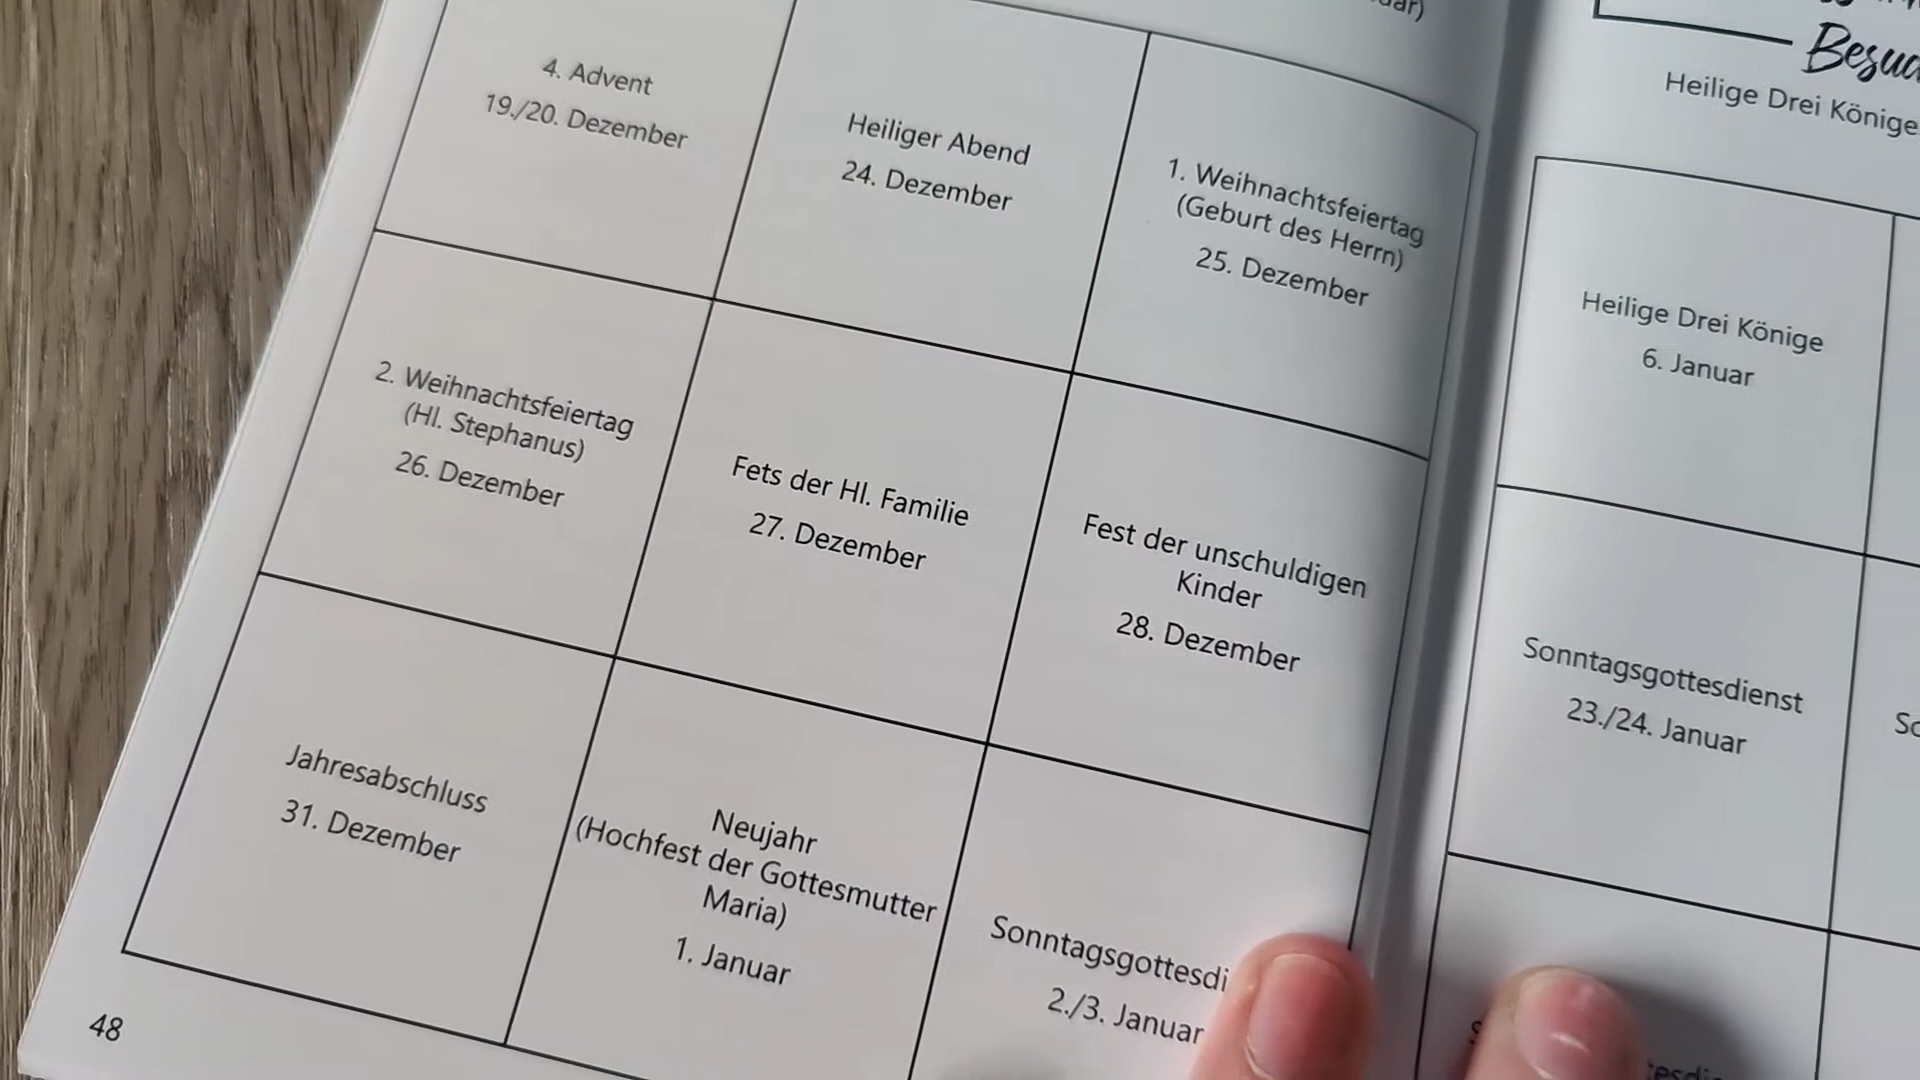 4. Advent
19./20. Dezember
Heiliger Abend
24. Dezember
1. Weihnachtsfeiertag
(Geburt des Herrn)
25. Dezember
2. Weihnachtsfeiertag
(Hl. Stephanus)
26. Dezember
Fets der Hl. Familie
27. Dezember
Fest der unschuldigen
Kinder
28. Dezember
Jahresabschluss
31. Dezember
Neujahr
(Hochfest der Gottesmutter
Maria)
1. Januar
Sonntagsgottesdi
2./3. Januar
48
Heilige Drei Könige
Heilige Drei Könige
6. Januar
Sonntagsgottesdienst
23./24. Januar